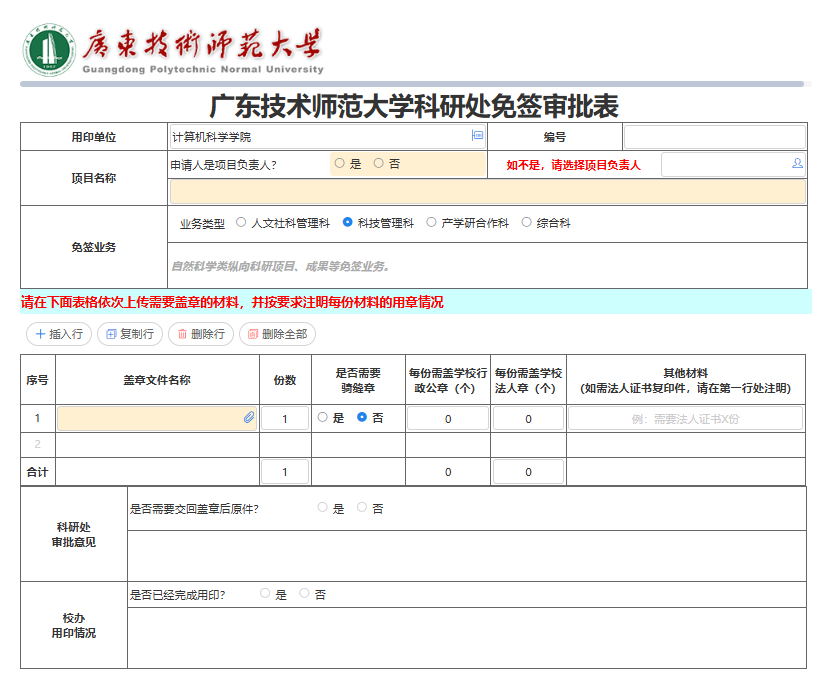 廣東技術師範大學
Guangdong Polytechnic Normal University
广东技术师范大学科研处免签审批表
用印单位 计算机科学学院 编号
项目名称 申请人是项目负责人？ 是 否 如不是，请选择项目负责人
免签业务 业务类型 人文社科管理科 科技管理科 产学研合作科 综合科
自然科学类纵向科研项目、成果等免签业务。
请在下面表格依次上传需要盖章的材料，并按要求注明每份材料的用章情况
插入行 复制行 删除行 删除全部
序号 盖章文件名称 份数 是否需要骑缝章 每份需盖学校行政公章（个） 每份需盖学校法人章（个） 其他材料
(如需法人证书复印件，请在第一行处注明)
1 1 是 否 0 0 例：需要法人证书X份
2
合计 1 0 0
科研处
审批意见
是否需要交回盖章后原件？ 是 否
校办
用印情况
是否已经完成用印？ 是 否